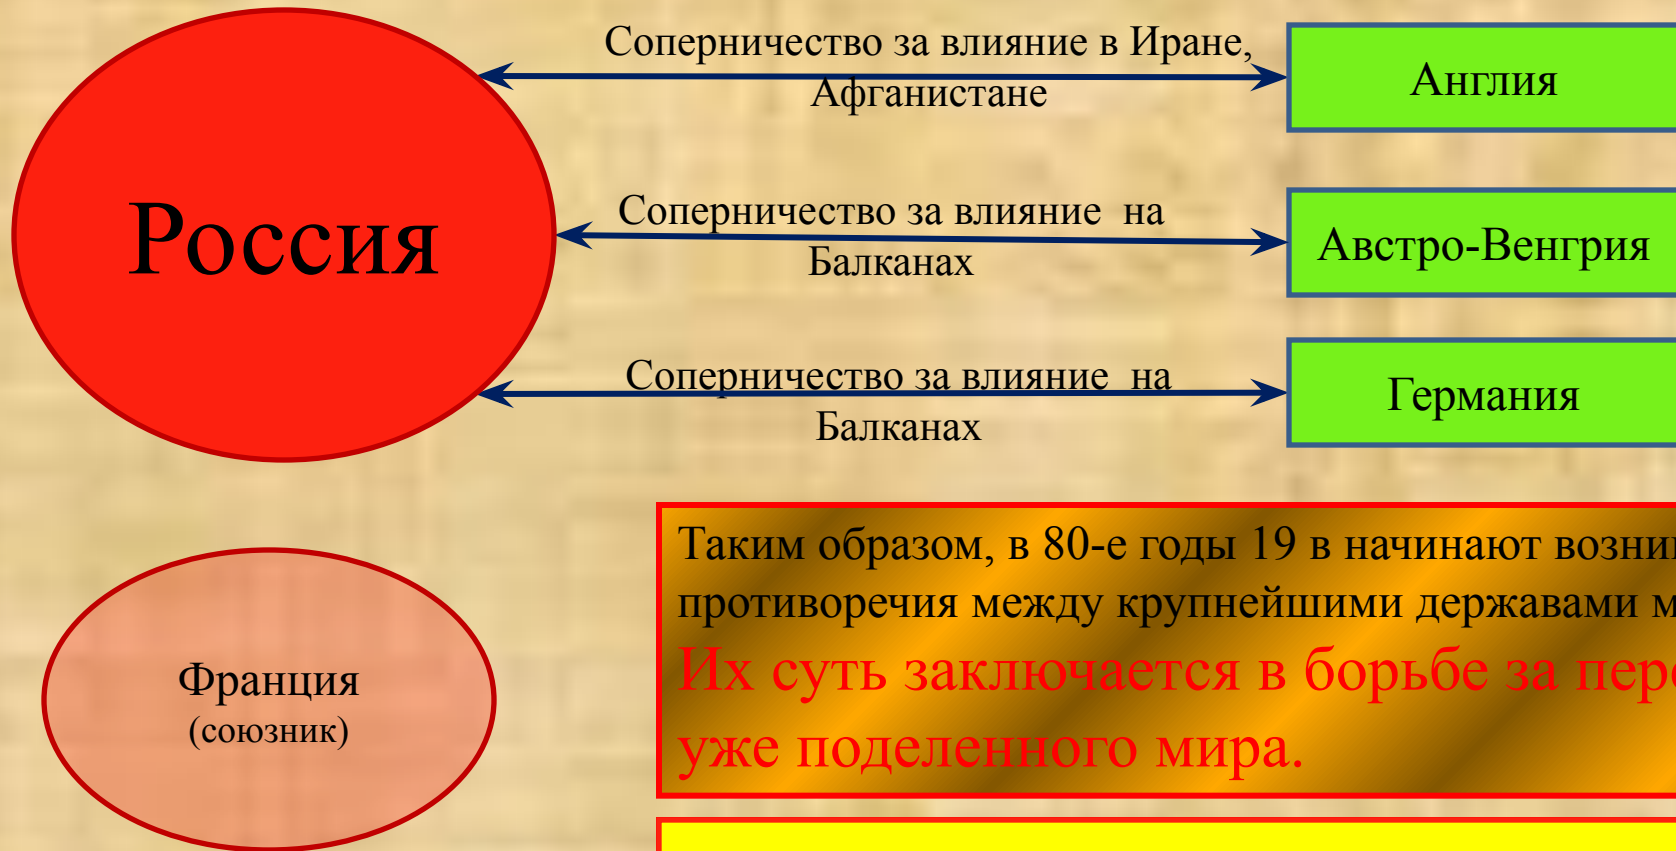 Соперничество за влияние в Иране,
Афганистане
Англия
Россия
Соперничество за влияние на
Балканах
Австро-Венгрия
Соперничество за влияние на
Балканах
Германия
Таким образом, в 80-е годы 19 в начинают
противоречия между крупнейшими державами
Их суть заключается в борьбе за
уже поделенного мира.
Франция
(союзник)